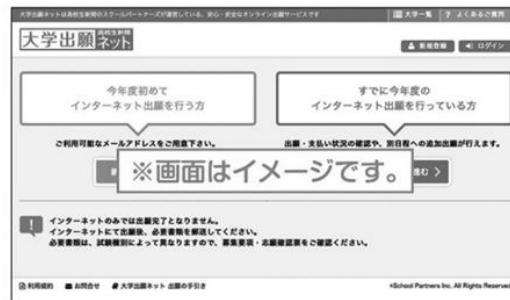 大学出願ネットは高校生新聞のスクールパートナーズが運営している、安心・安全なオンライン出願サービスです
大学一覧 ? よくあるご質問
大学出願 高校生新聞 ネット
新規登録 ログイン
今年度初めて
インターネット出願を行う方
すでに今年度の
インターネット出願を行っている方
ご利用可能なメールアドレスをご用意下さい。
出願・支払い状況の確認や、別日程への追加出願が行えます。
※画面はイメージです。
進む >
! インターネットのみでは出願完了となりません。
インターネットにて出願後、必要書類を郵送してください。
必要書類は、試験種別によって異なりますので、募集要項・志願確認票をご確認ください。
利用規約 お問合せ 大学出願ネット 出願の手引き
©School Partners Inc. All Rights Reserved